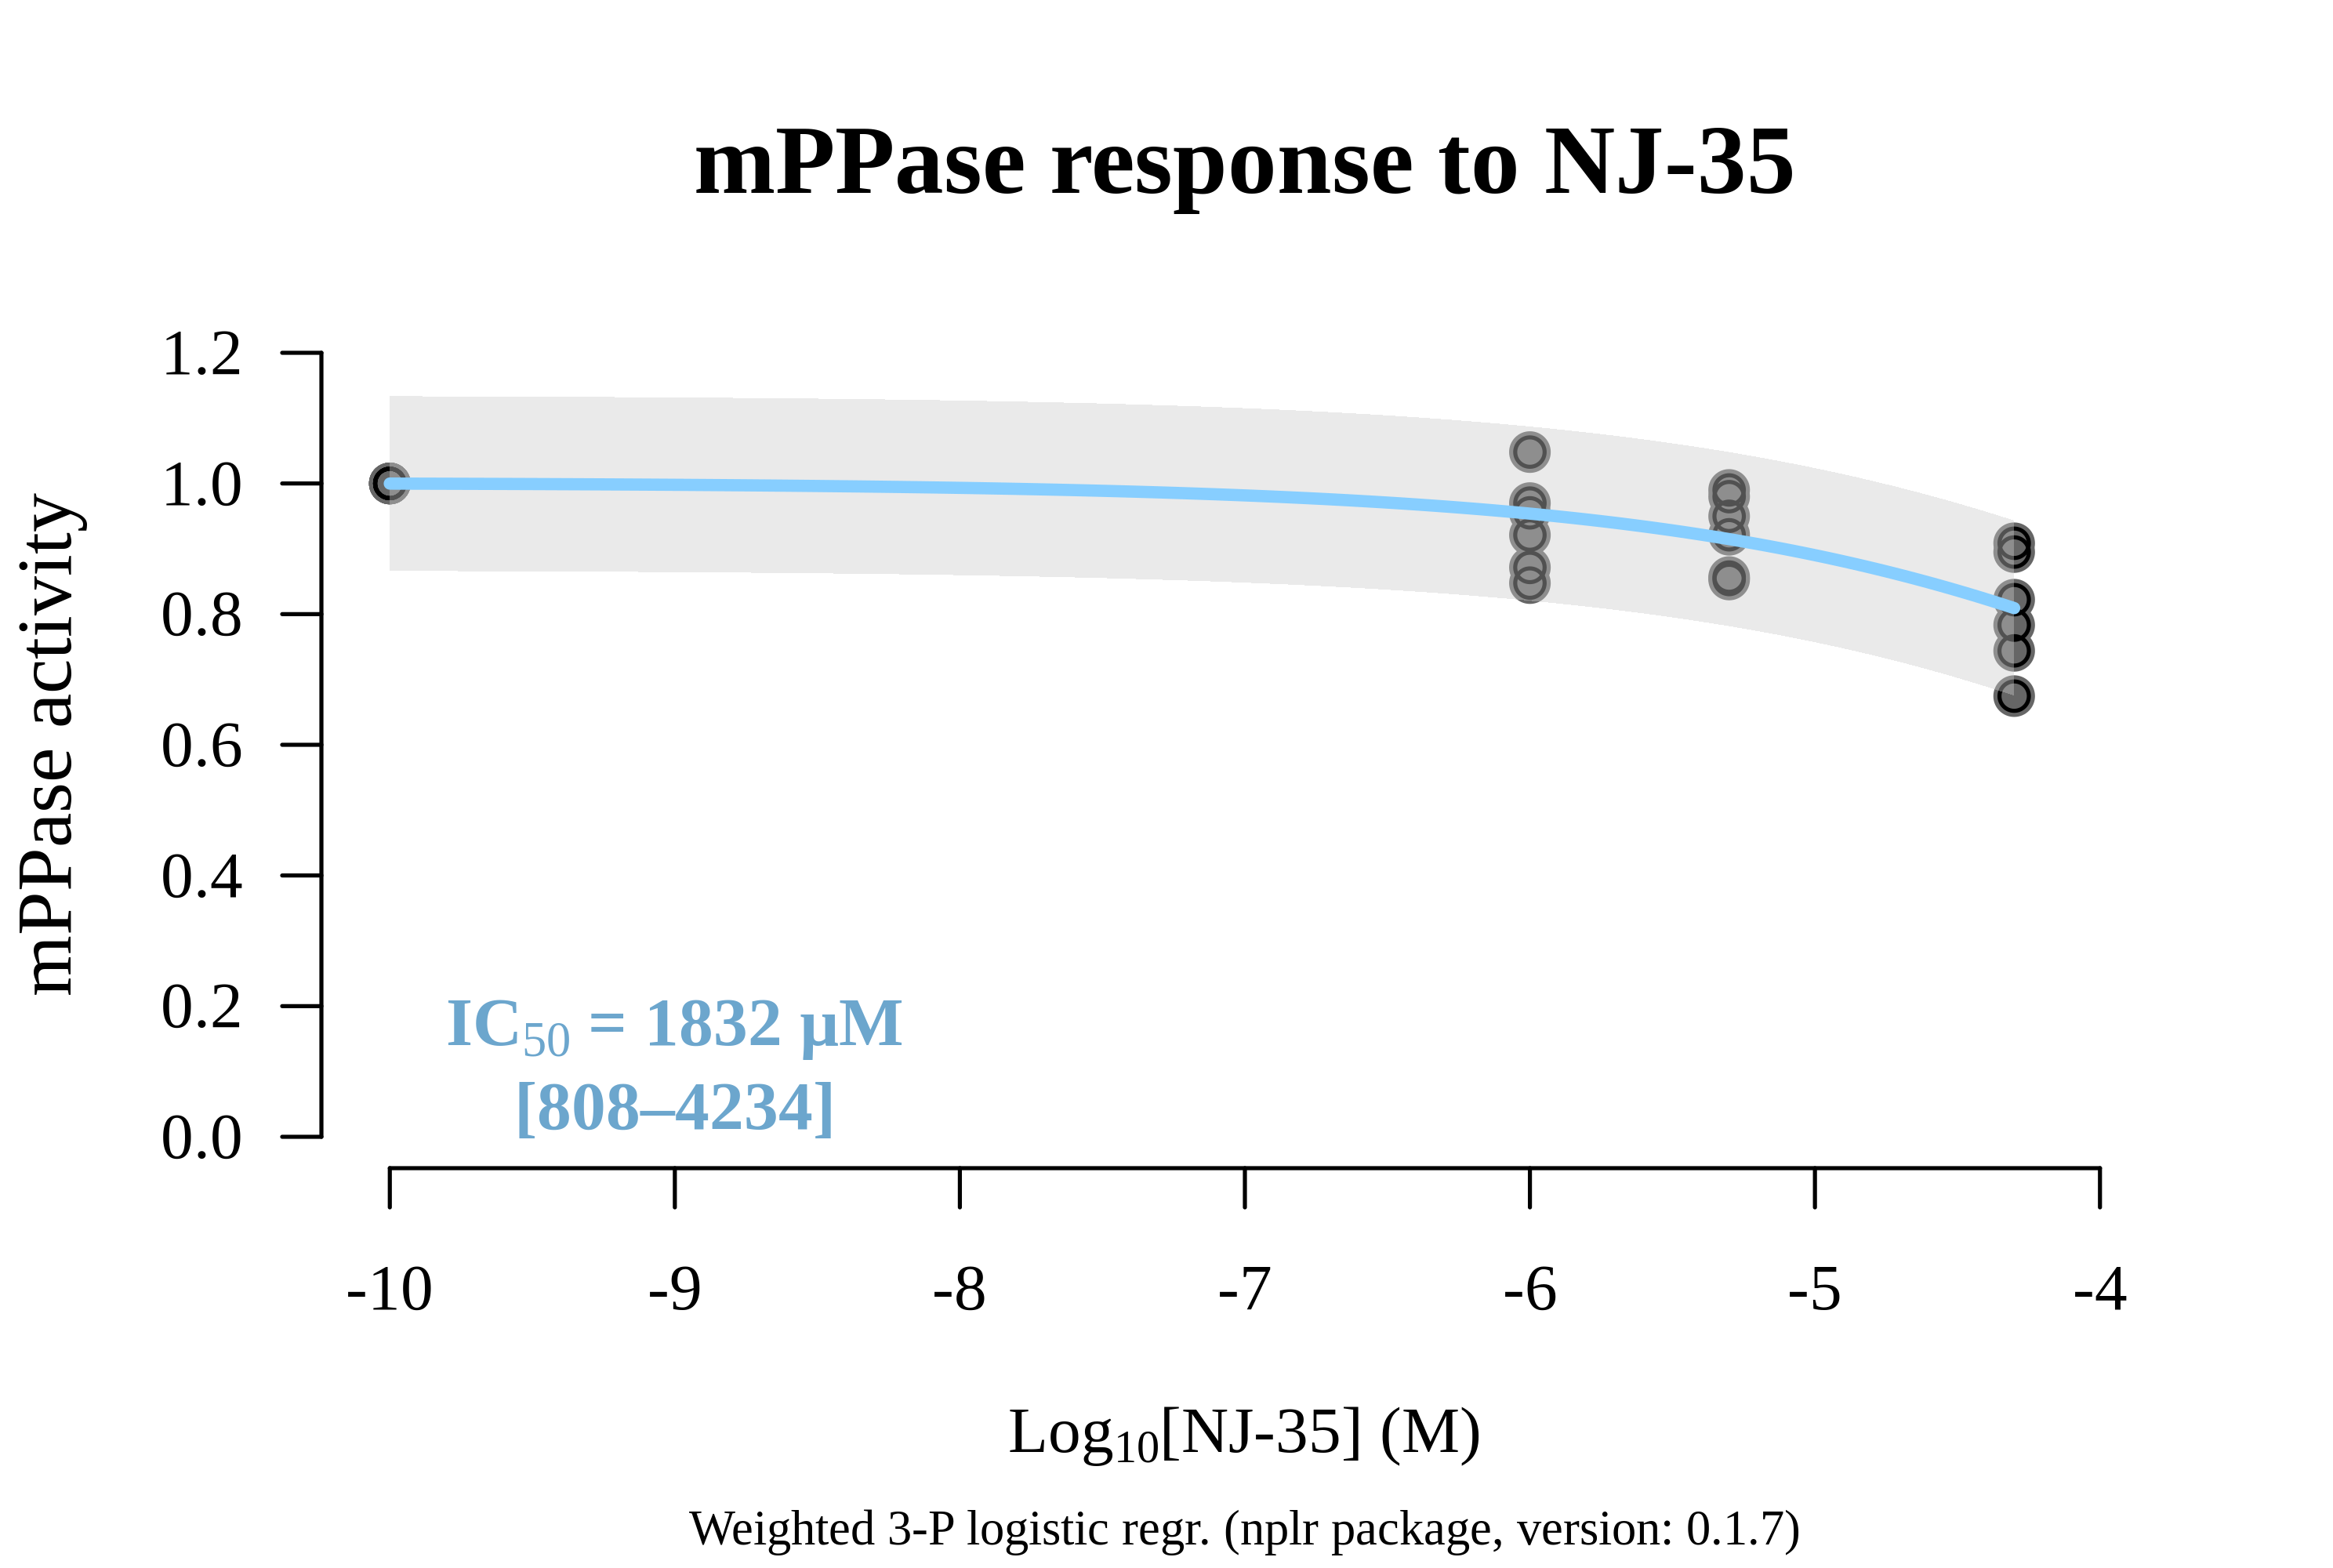 mPPase response to NJ-35
mPPase activity
1.2
1.0
0.8
0.6
0.4
0.2
0.0
IC50 = 1832 µM
[808–4234]
-10 -9 -8 -7 -6 -5 -4
Log10[NJ-35] (M)
Weighted 3-P logistic regr. (nplr package, version: 0.1.7)